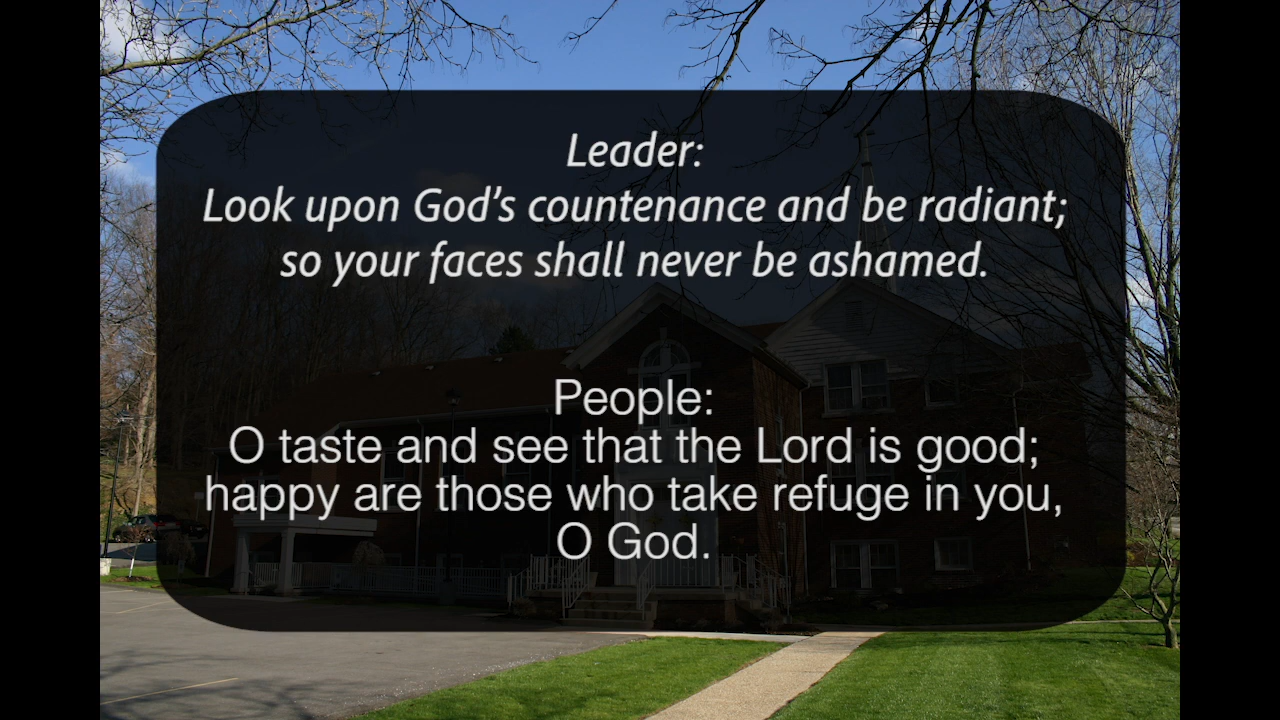 Leader:
Look upon God’s countenance and be radiant;
so your faces shall never be ashamed.
People:
O taste and see that the Lord is good;
happy are those who take refuge in you,
O God.